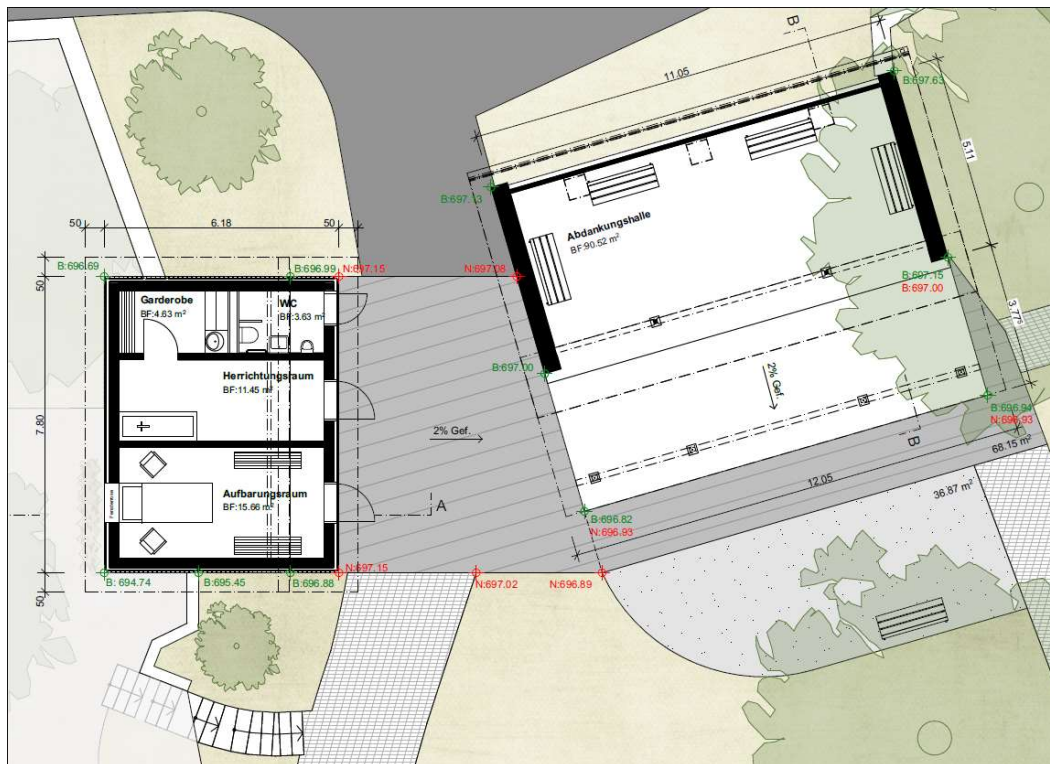 B
11.05
B:697.63
5.11
B:697.13
Abdankungshalle
BF:90.52 m²
50
6.18
50
B:696.69
B:696.99
N:697.15
N:697.08
B:697.15
B:697.00
50
Garderobe
BF:4.63 m²
WC
BF:3.63 m²
3.77⁵
B:697.00
Herrichtungsraum
BF:11.45 m²
2% Gef.
7.80
2% Gef.
B:696.94
N:696.93
B
68.15 m²
12.05
36.87 m²
Aufbarungsraum
BF:15.66 m²
A
B:696.82
N:696.93
B: 694.74
B:695.45
B:696.88
N:697.15
N:697.02
N:696.89
50